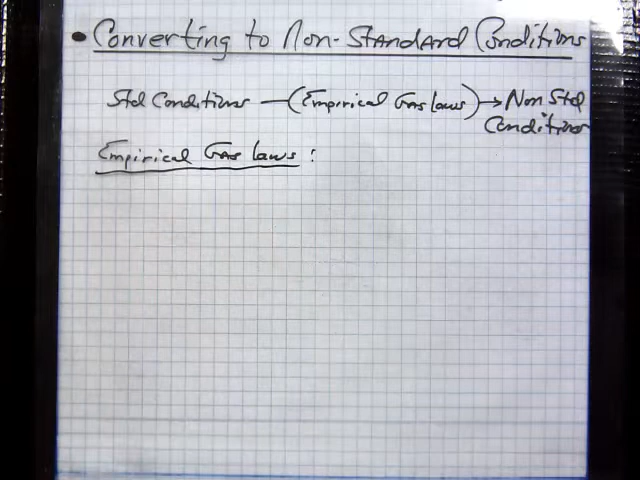 • Converting to Non-Standard Conditions
Std Conditions —(Empirical Gas laws)→ Non Std
Conditions
Empirical Gas laws :